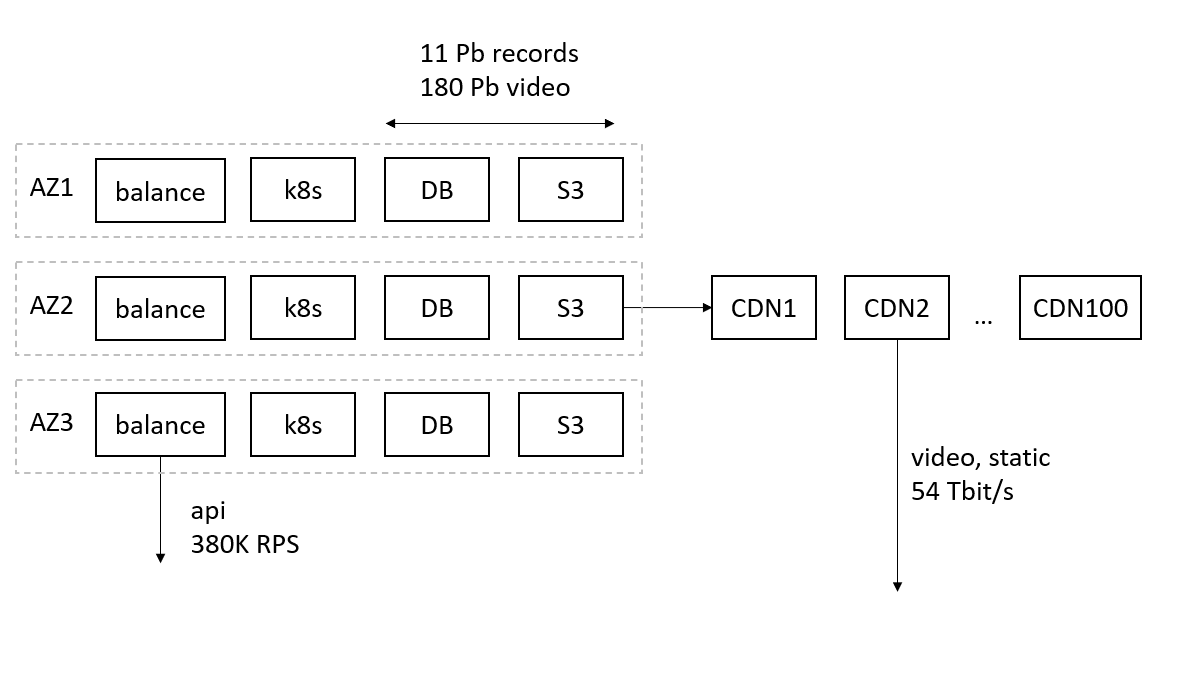 11 Pb records
180 Pb video
AZ1 balance k8s DB S3
AZ2 balance k8s DB S3 CDN1 CDN2 ... CDN100
AZ3 balance k8s DB S3
video, static
54 Tbit/s
api
380K RPS